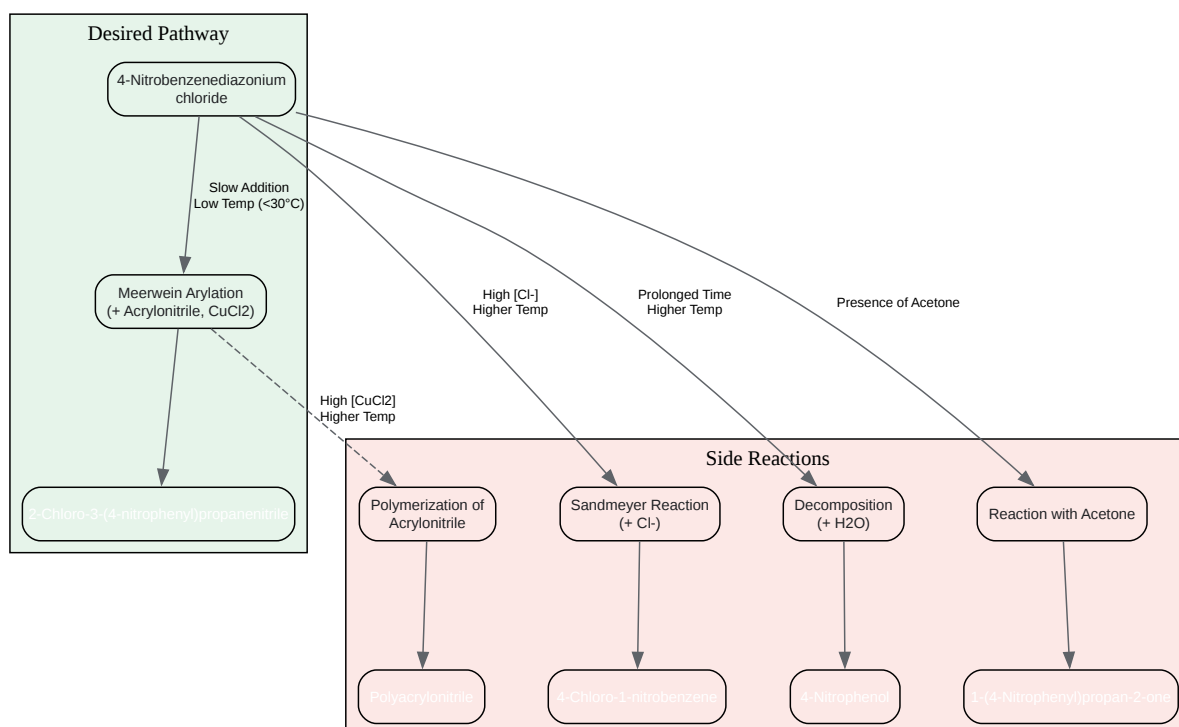 Desired Pathway
4-Nitrobenzenediazonium
chloride
Slow Addition
Low Temp (<30°C)
Meerwein Arylation
(+ Acrylonitrile, CuCl2)
High [Cl-]
Higher Temp
Prolonged Time
Higher Temp
Presence of Acetone
High [CuCl2]
Higher Temp
2-Chloro-3-(4-nitrophenyl)propanenitrile
Side Reactions
Polymerization of
Acrylonitrile
Sandmeyer Reaction
(+ Cl-)
Decomposition
(+ H2O)
Reaction with Acetone
Polyacrylonitrile
4-Chloro-1-nitrobenzene
4-Nitrophenol
1-(4-Nitrophenyl)propan-2-one